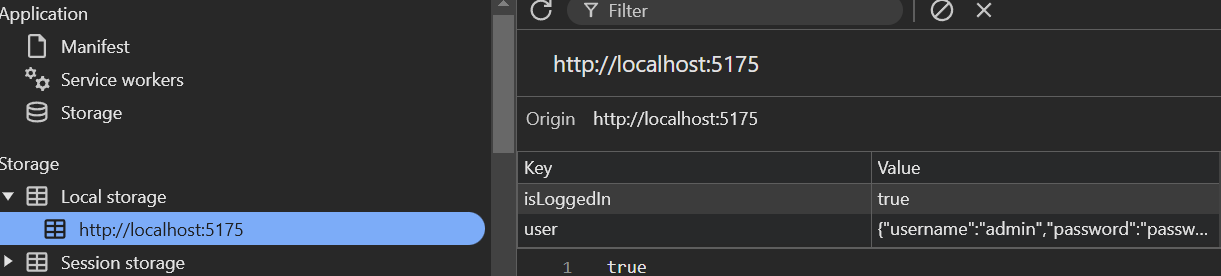 Application
Manifest
Service workers
Storage
Storage
Local storage
http://localhost:5175
Session storage
Filter
http://localhost:5175
Origin http://localhost:5175
Key Value
isLoggedIn true
user {"username":"admin","password":"passw...
1 true